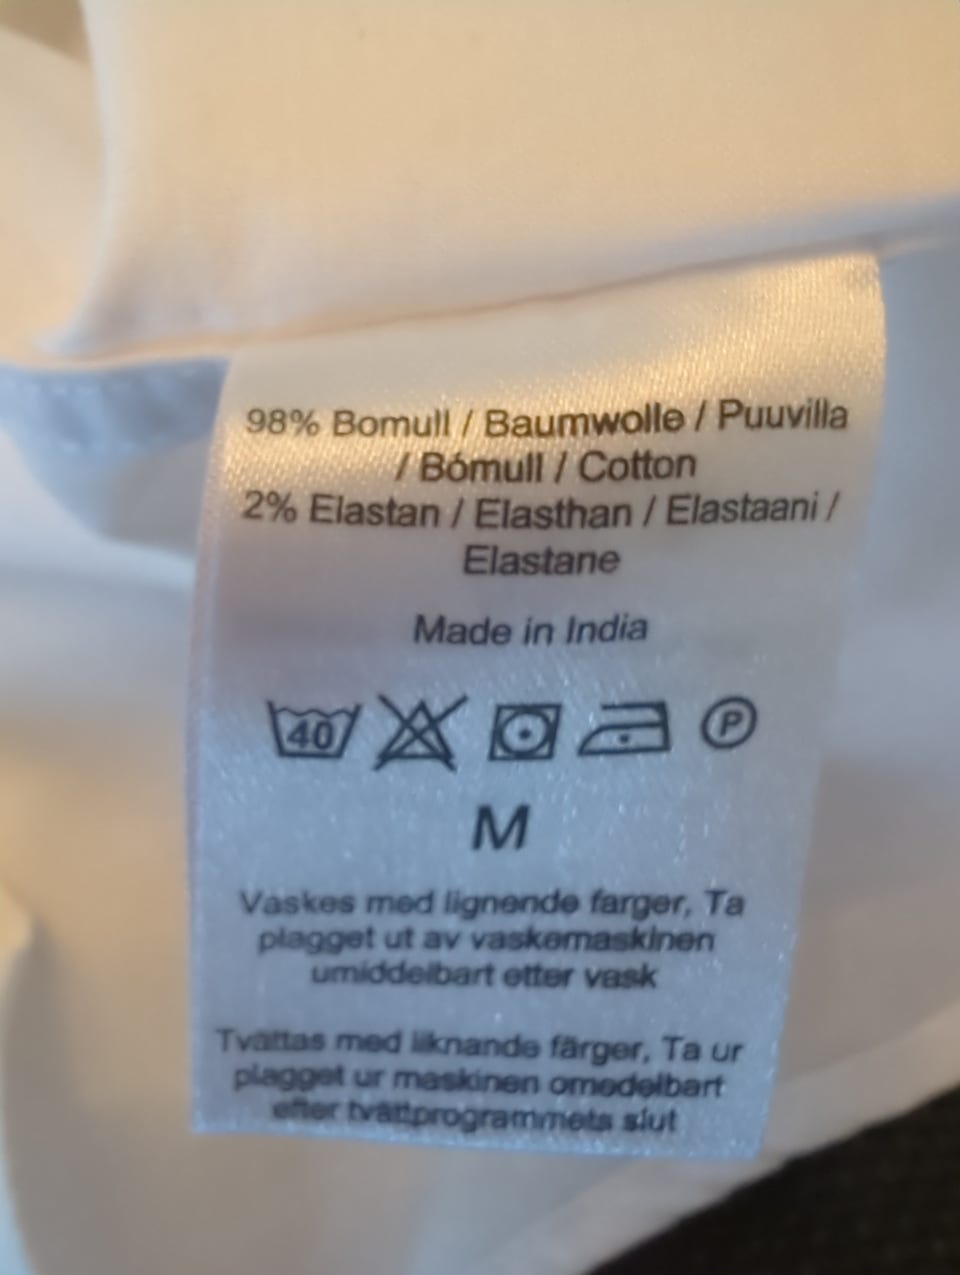 98% Bomull / Baumwolle / Puuvilla
/ Bómull / Cotton
2% Elastan / Elasthan / Elastaani /
Elastane
Made in India
40 P
M
Vaskes med lignende farger, Ta
plagget ut av vaskemaskinen
umiddelbart etter vask
Tvättas med liknande färger, Ta ur
plagget ur maskinen omedelbart
efter tvättprogrammets slut